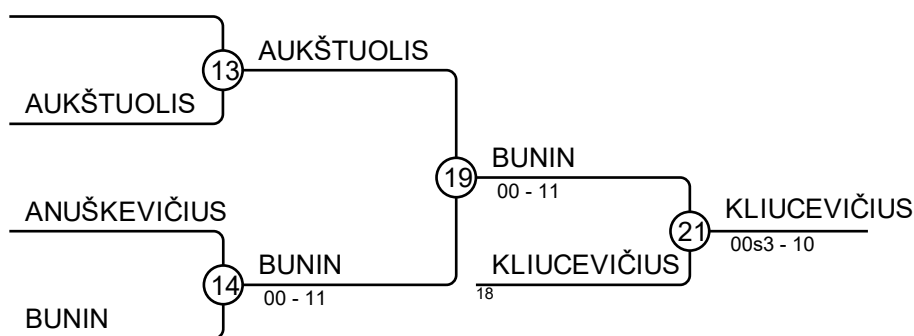 13
AUKŠTUOLIS
AUKŠTUOLIS
19
BUNIN
00 - 11
ANUŠKEVIČIUS
21
KLIUCEVIČIUS
00s3 - 10
14
BUNIN
00 - 11
KLIUCEVIČIUS
18
BUNIN